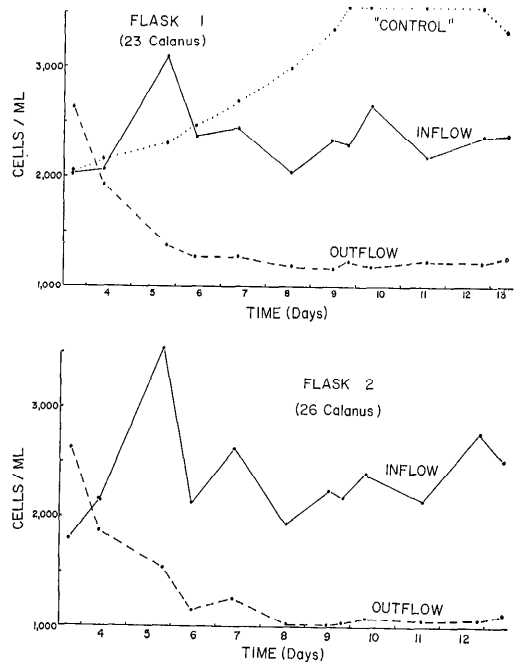 FLASK 1
(23 Calanus)
"CONTROL"
3,000
INFLOW
CELLS / ML
2,000
OUTFLOW
1,000
4 5 6 7 8 9 10 11 12 13
TIME (Days)
FLASK 2
(26 Calanus)
3,000
INFLOW
CELLS / ML
2,000
OUTFLOW
1,000
4 5 6 7 8 9 10 11 12
TIME (Days)